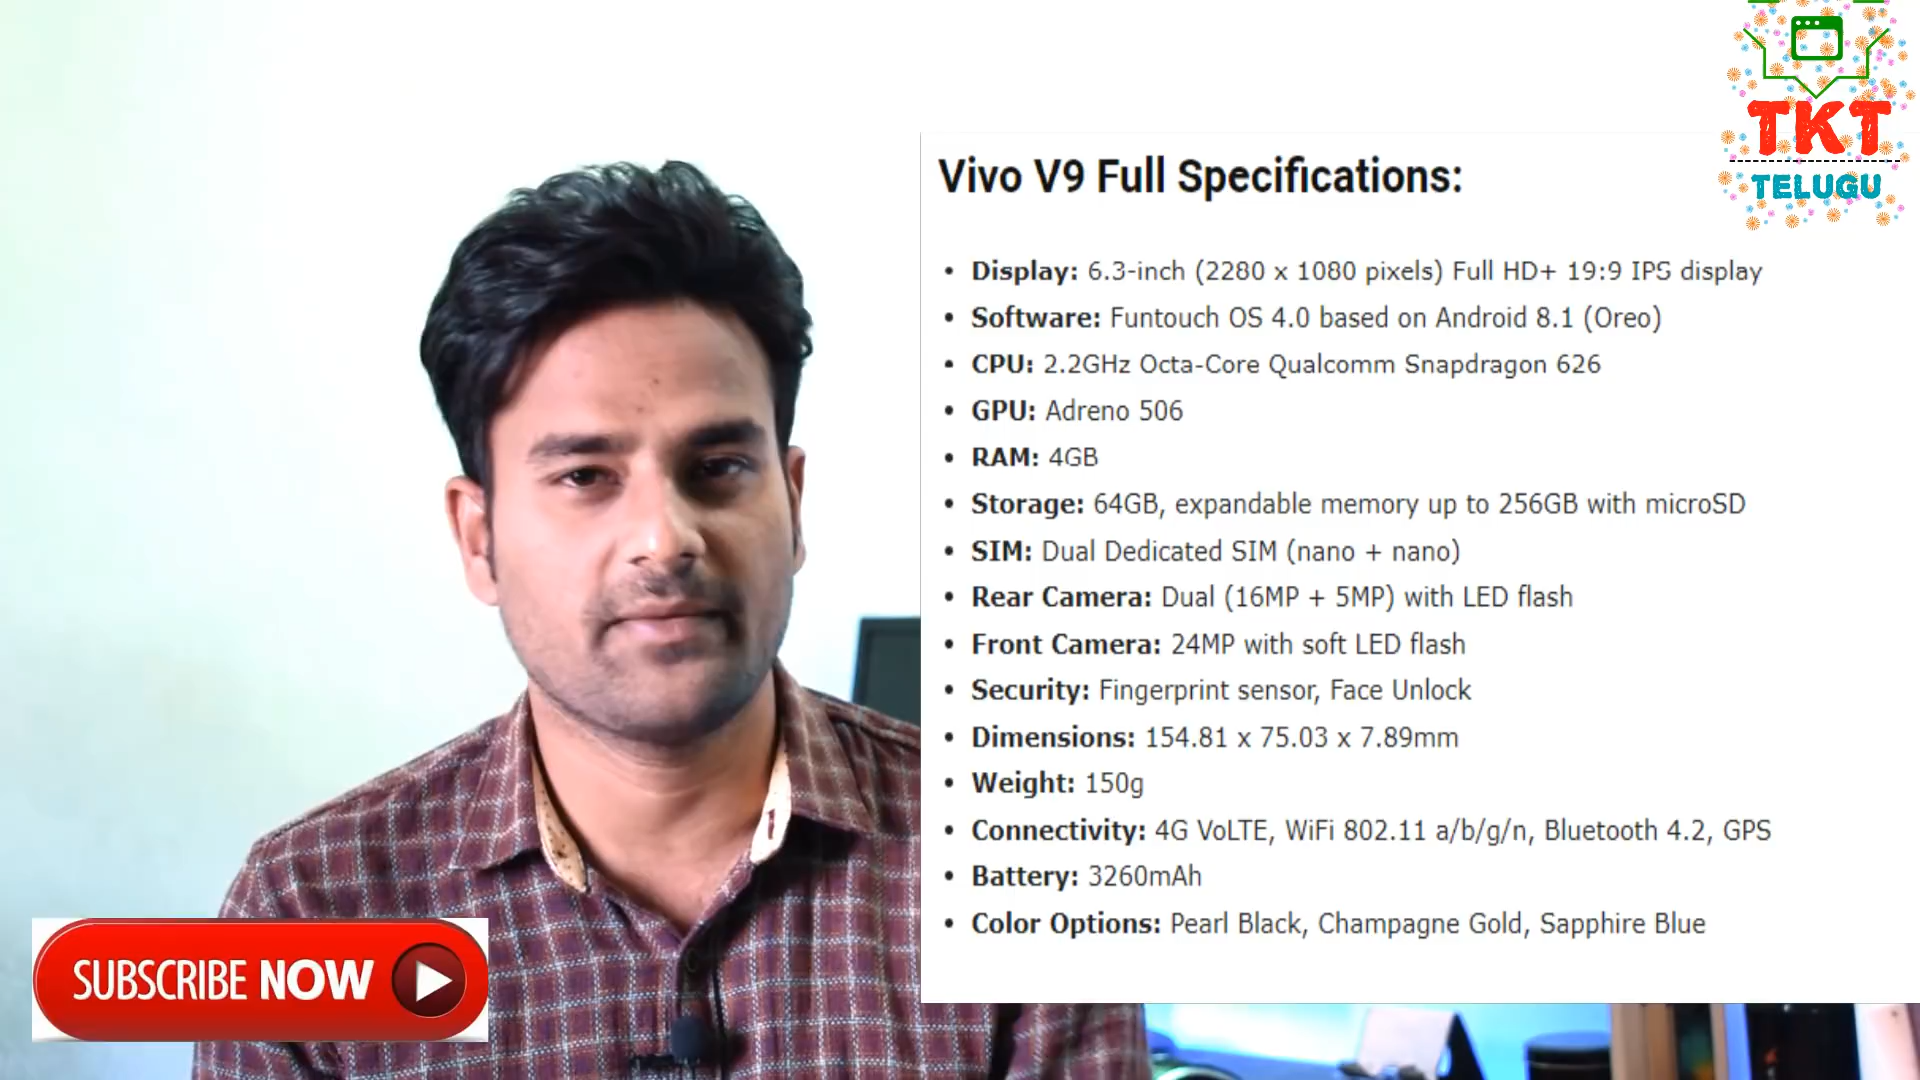 TKT
TELUGU
Vivo V9 Full Specifications:
• Display: 6.3-inch (2280 x 1080 pixels) Full HD+ 19:9 IPS display
• Software: Funtouch OS 4.0 based on Android 8.1 (Oreo)
• CPU: 2.2GHz Octa-Core Qualcomm Snapdragon 626
• GPU: Adreno 506
• RAM: 4GB
• Storage: 64GB, expandable memory up to 256GB with microSD
• SIM: Dual Dedicated SIM (nano + nano)
• Rear Camera: Dual (16MP + 5MP) with LED flash
• Front Camera: 24MP with soft LED flash
• Security: Fingerprint sensor, Face Unlock
• Dimensions: 154.81 x 75.03 x 7.89mm
• Weight: 150g
• Connectivity: 4G VoLTE, WiFi 802.11 a/b/g/n, Bluetooth 4.2, GPS
• Battery: 3260mAh
• Color Options: Pearl Black, Champagne Gold, Sapphire Blue
SUBSCRIBE NOW